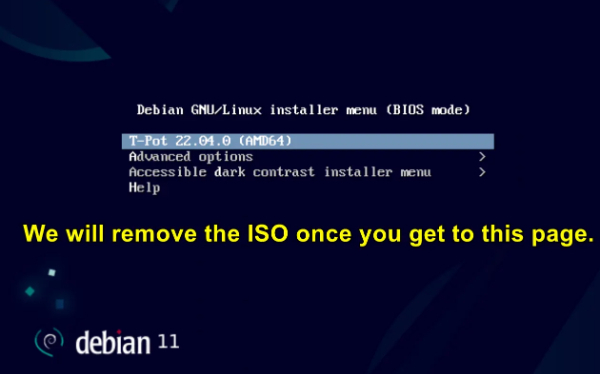 Debian GNU/Linux installer menu (BIOS mode)
T-Pot 22.04.0 (AMD64)
Advanced options >
Accessible dark contrast installer menu >
Help
We will remove the ISO once you get to this page.
debian 11